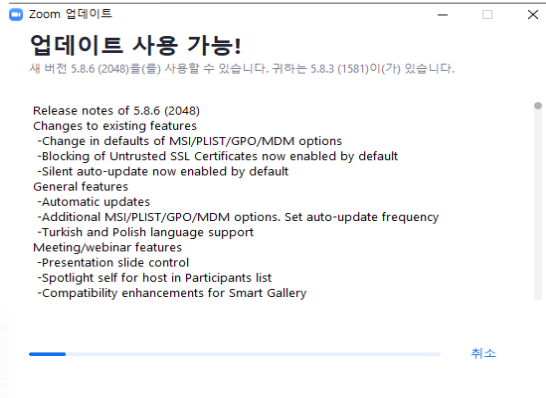 Zoom 업데이트
업데이트 사용 가능!
새 버전 5.8.6 (2048)을(를) 사용할 수 있습니다. 귀하는 5.8.3 (1581)이(가) 있습니다.
Release notes of 5.8.6 (2048)
Changes to existing features
-Change in defaults of MSI/PLIST/GPO/MDM options
-Blocking of Untrusted SSL Certificates now enabled by default
-Silent auto-update now enabled by default
General features
-Automatic updates
-Additional MSI/PLIST/GPO/MDM options. Set auto-update frequency
-Turkish and Polish language support
Meeting/webinar features
-Presentation slide control
-Spotlight self for host in Participants list
-Compatibility enhancements for Smart Gallery
취소